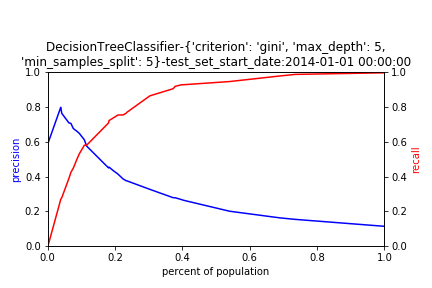 DecisionTreeClassifier-{'criterion': 'gini', 'max_depth': 5,
'min_samples_split': 5}-test_set_start_date:2014-01-01 00:00:00
1.0
0.8
0.6
0.4
0.2
0.0
precision
1.0
0.8
0.6
0.4
0.2
0.0
recall
0.0 0.2 0.4 0.6 0.8 1.0
percent of population